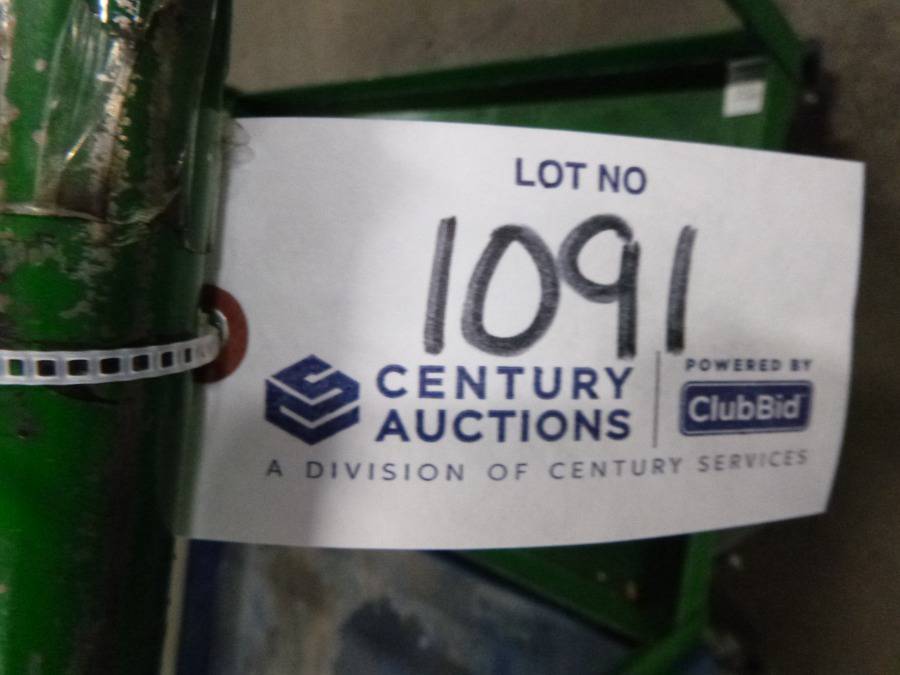 LOT NO
1091
CENTURY
AUCTIONS
POWERED BY
ClubBid
A DIVISION OF CENTURY SERVICES